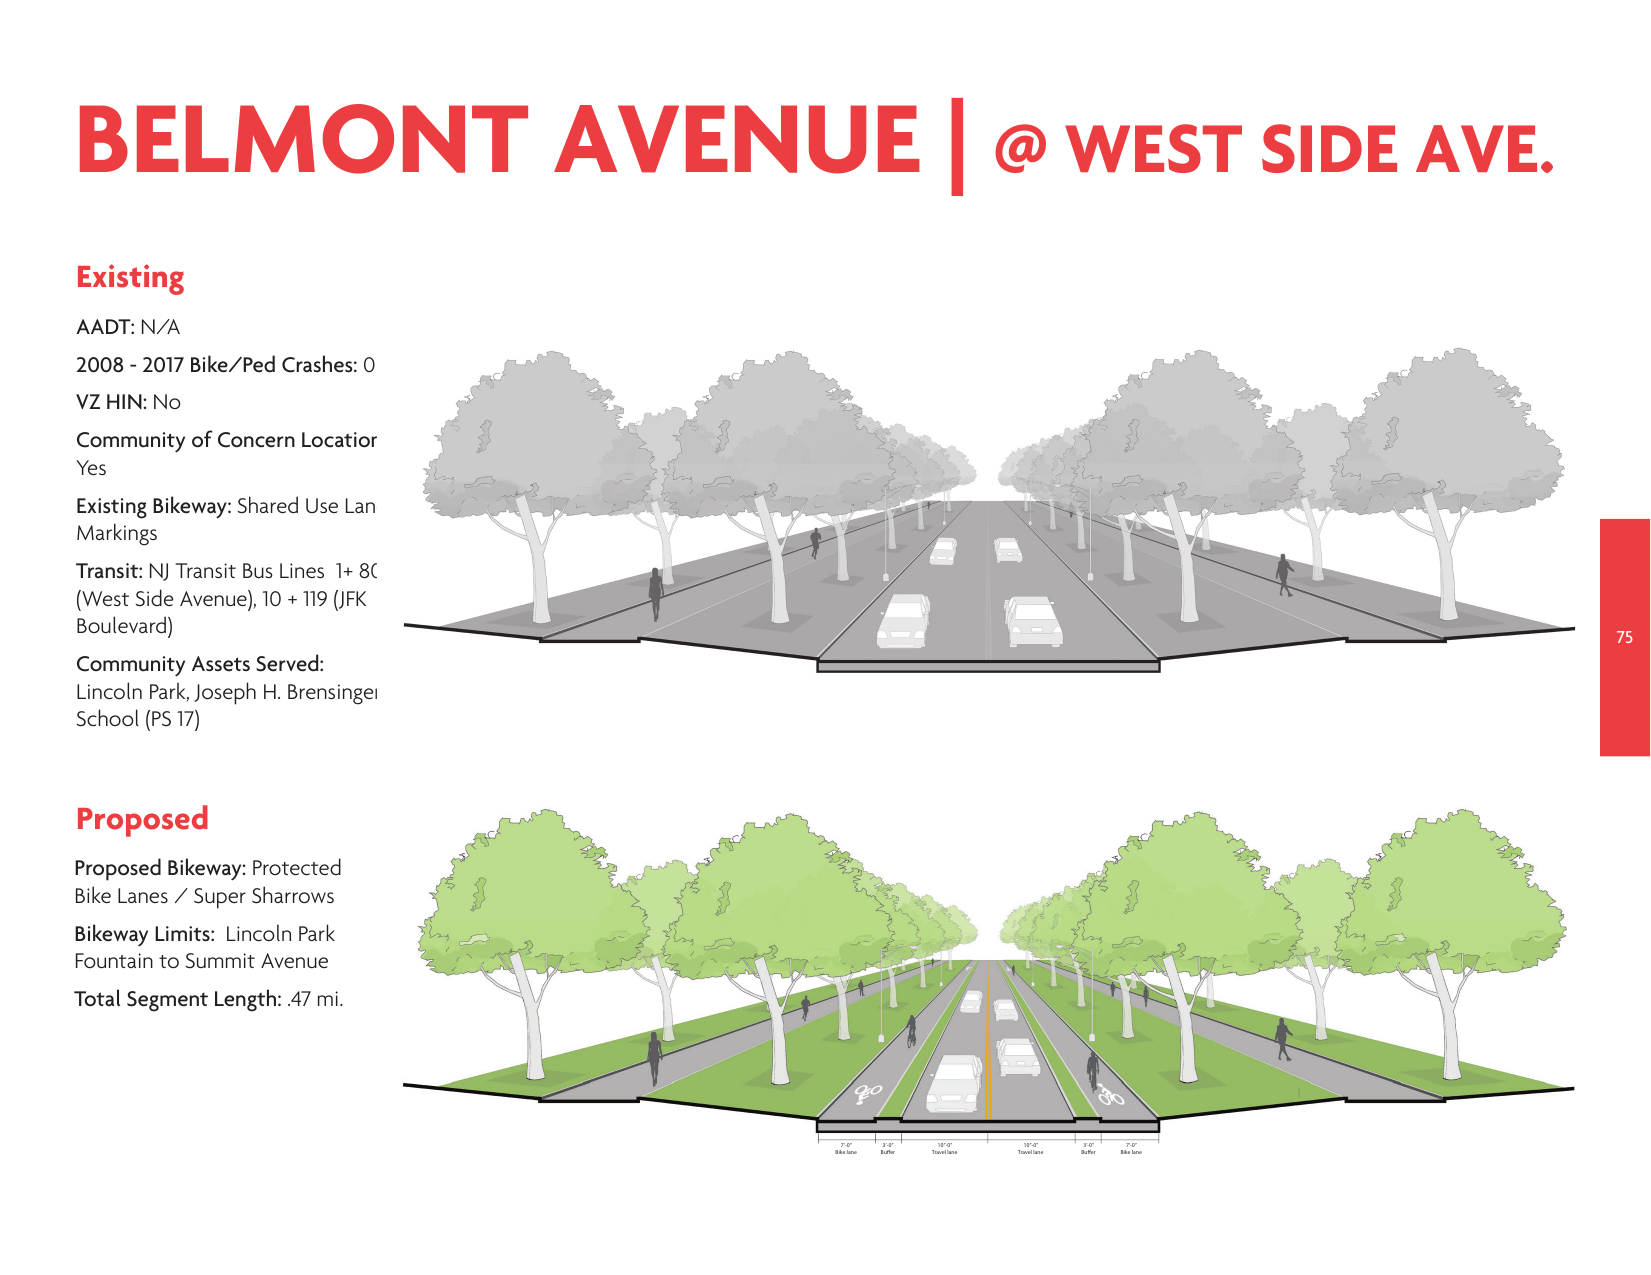 BELMONT AVENUE | @ WEST SIDE AVE.
Existing
AADT: N/A
2008 - 2017 Bike/Ped Crashes: 0
VZ HIN: No
Community of Concern Location
Yes
Existing Bikeway: Shared Use Lan
Markings
Transit: NJ Transit Bus Lines 1+ 80
(West Side Avenue), 10 + 119 (JFK
Boulevard)
Community Assets Served:
Lincoln Park, Joseph H. Brensinger
School (PS 17)
75
Proposed
Proposed Bikeway: Protected
Bike Lanes / Super Sharrows
Bikeway Limits: Lincoln Park
Fountain to Summit Avenue
Total Segment Length: .47 mi.
7'-0" 3'-0" 10'-0" 10'-0" 3'-0" 7'-0"
Bike lane Buffer Travel lane Travel lane Buffer Bike lane